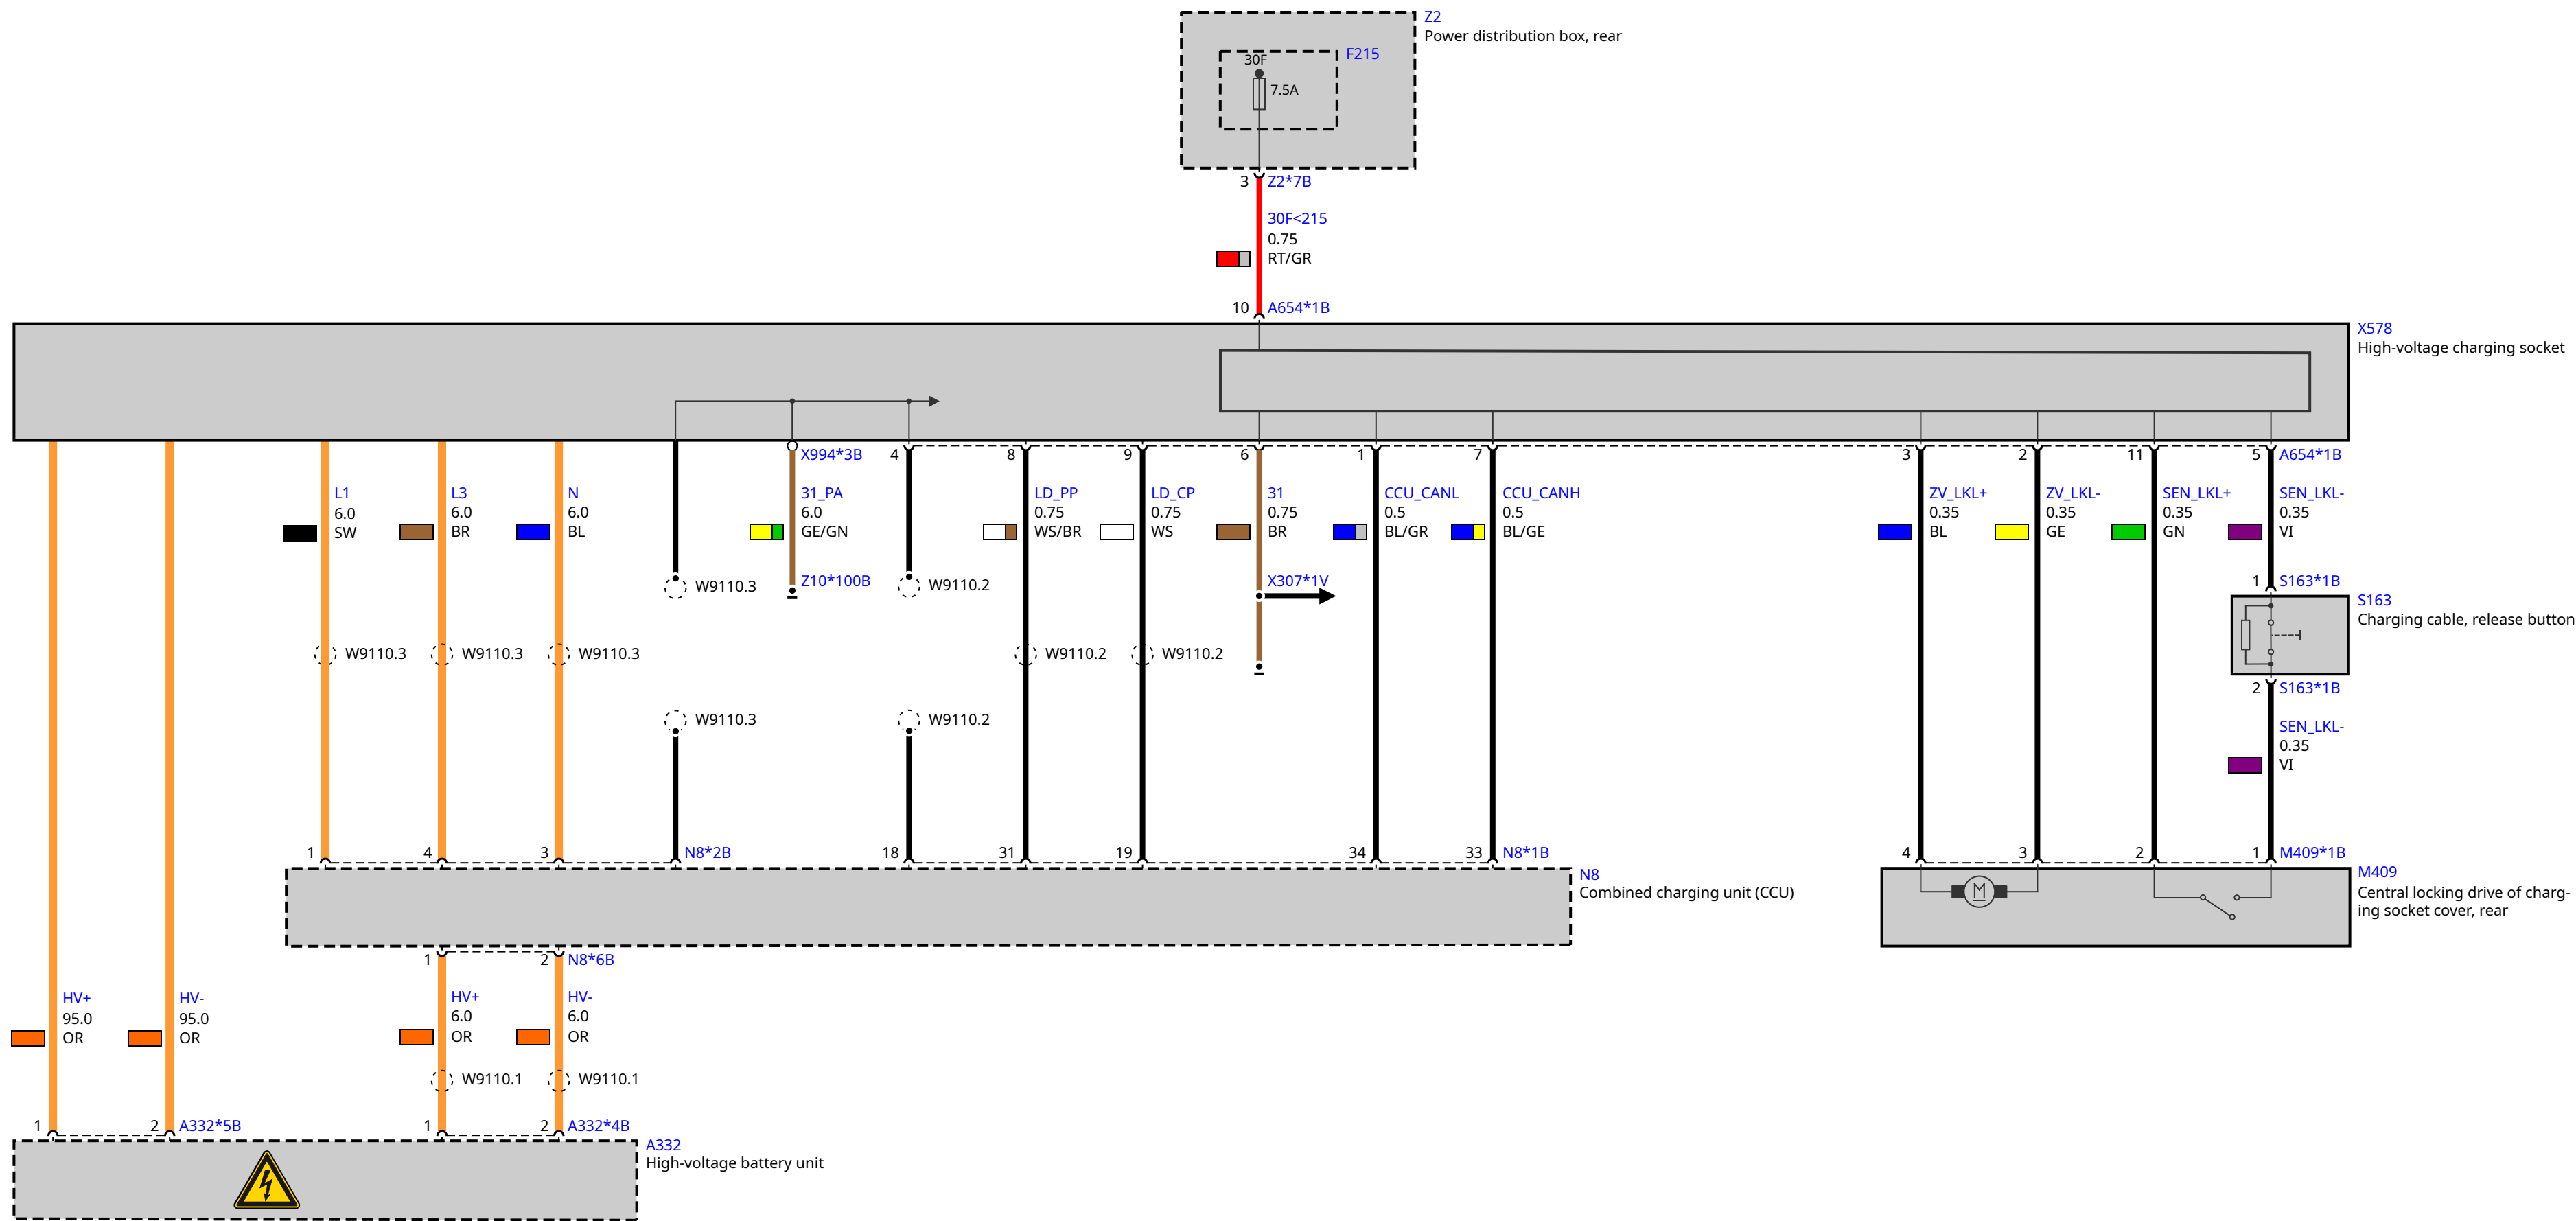 Z2
Power distribution box, rear
F215
30F
7.5A
3 Z2*7B
30F<215
0.75
RT/GR
10 A654*1B
X578
High-voltage charging socket
X994*3B
4
8
9
6
1
7
3
2
11
5 A654*1B
L1
6.0
SW
L3
6.0
BR
N
6.0
BL
31_PA
6.0
GE/GN
LD_PP
0.75
WS/BR
LD_CP
0.75
WS
31
0.75
BR
CCU_CANL
0.5
BL/GR
CCU_CANH
0.5
BL/GE
ZV_LKL+
0.35
BL
ZV_LKL-
0.35
GE
SEN_LKL+
0.35
GN
SEN_LKL-
0.35
VI
W9110.3
Z10*100B
W9110.2
X307*1V
1 S163*1B
S163
Charging cable, release button
W9110.3
W9110.3
W9110.3
W9110.2
W9110.2
2 S163*1B
W9110.3
W9110.2
SEN_LKL-
0.35
VI
1
4
3
N8*2B
18
31
19
34
33 N8*1B
4
3
2
1 M409*1B
N8
Combined charging unit (CCU)
M
M409
Central locking drive of charg-
ing socket cover, rear
1
2 N8*6B
HV+
95.0
OR
HV-
95.0
OR
HV+
6.0
OR
HV-
6.0
OR
W9110.1
W9110.1
1
2 A332*5B
1
2 A332*4B
A332
High-voltage battery unit